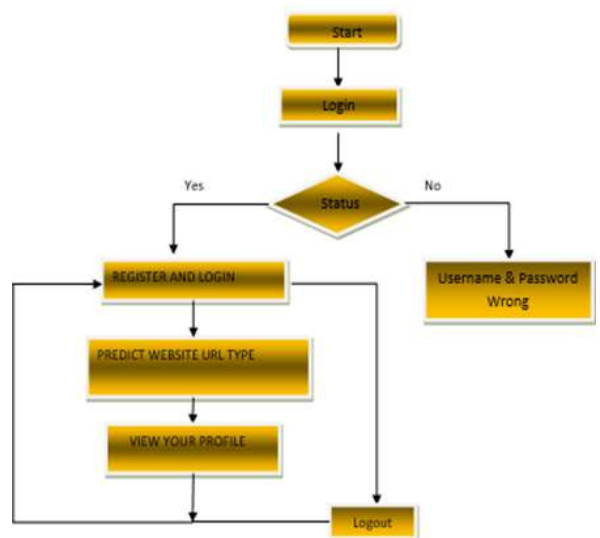 Start
Login
Yes
No
Status
REGISTER AND LOGIN
Username & Password
Wrong
PREDICT WEBSITE URL TYPE
VIEW YOUR PROFILE
Logout